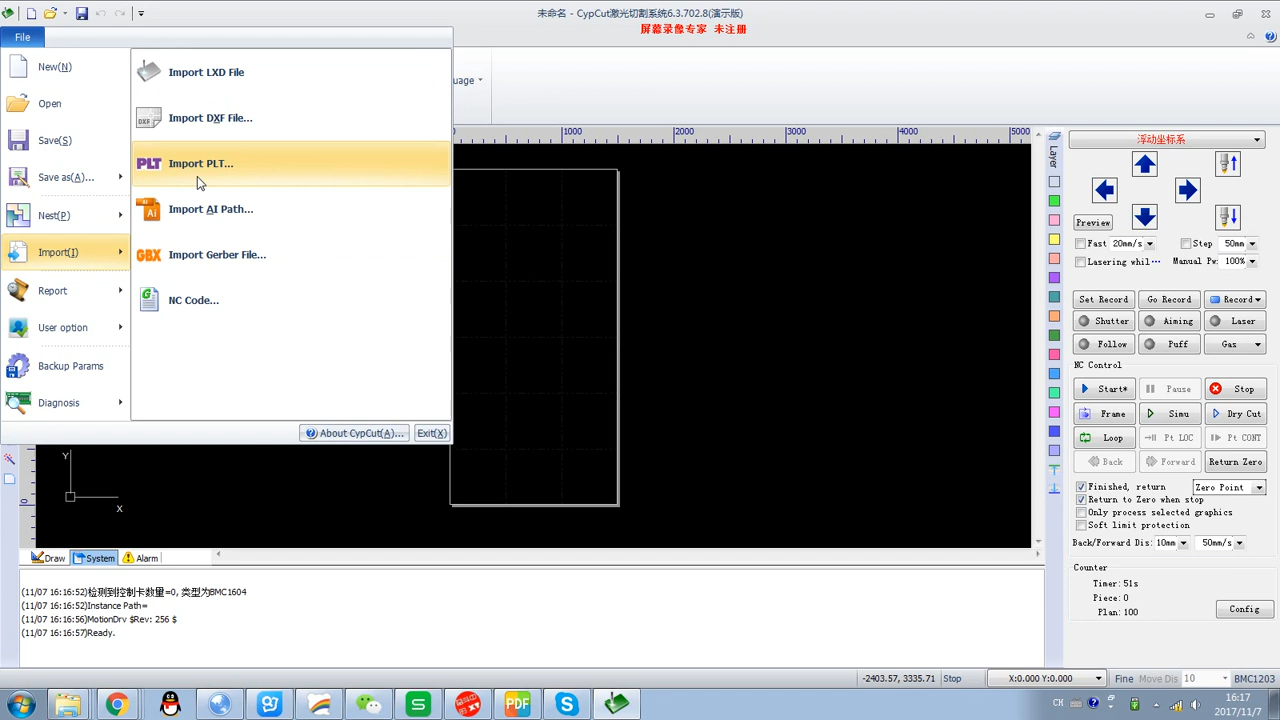 未命名 - CypCut激光切割系统6.3.702.8(演示版)
屏幕录像专家 未注册
File
New(N)
Open
Save(S)
Save as(A)...
Nest(P)
Import(I)
Report
User option
Backup Params
Diagnosis
Import LXD File
DXF Import DXF File...
PLT Import PLT...
Ai Import AI Path...
GBX Import Gerber File...
G NC Code...
About CypCut(A)...
Exit(X)
uage
0 1000 2000 3000 4000 5000
Y
X
0
Layer
浮动坐标系
Preview
Fast 20mm/s
Step 50mm
Lasering whil ...
Manual Pw: 100%
Set Record
Go Record
Record
Shutter
Aiming
Laser
Follow
Puff
Gas
NC Control
Start*
Pause
Stop
Frame
Simu
Dry Cut
Loop
Pt LOC
Pt CONT
Back
Forward
Return Zero
Finished, return
Zero Point
Return to Zero when stop
Only process selected graphics
Soft limit protection
Back/Forward Dis: 10mm 50mm/s
Counter
Timer: 51s
Piece: 0
Plan: 100
Config
Draw
System
Alarm
(11/07 16:16:52)检测到控制卡数量=0, 类型为BMC1604
(11/07 16:16:52)Instance Path=
(11/07 16:16:56)MotionDrv $Rev: 256 $
(11/07 16:16:57)Ready.
-2403.57, 3335.71
Stop
X:0.000 Y:0.000
Fine
Move Dis
10
BMC1203
PDF
CH
16:17
2017/11/7